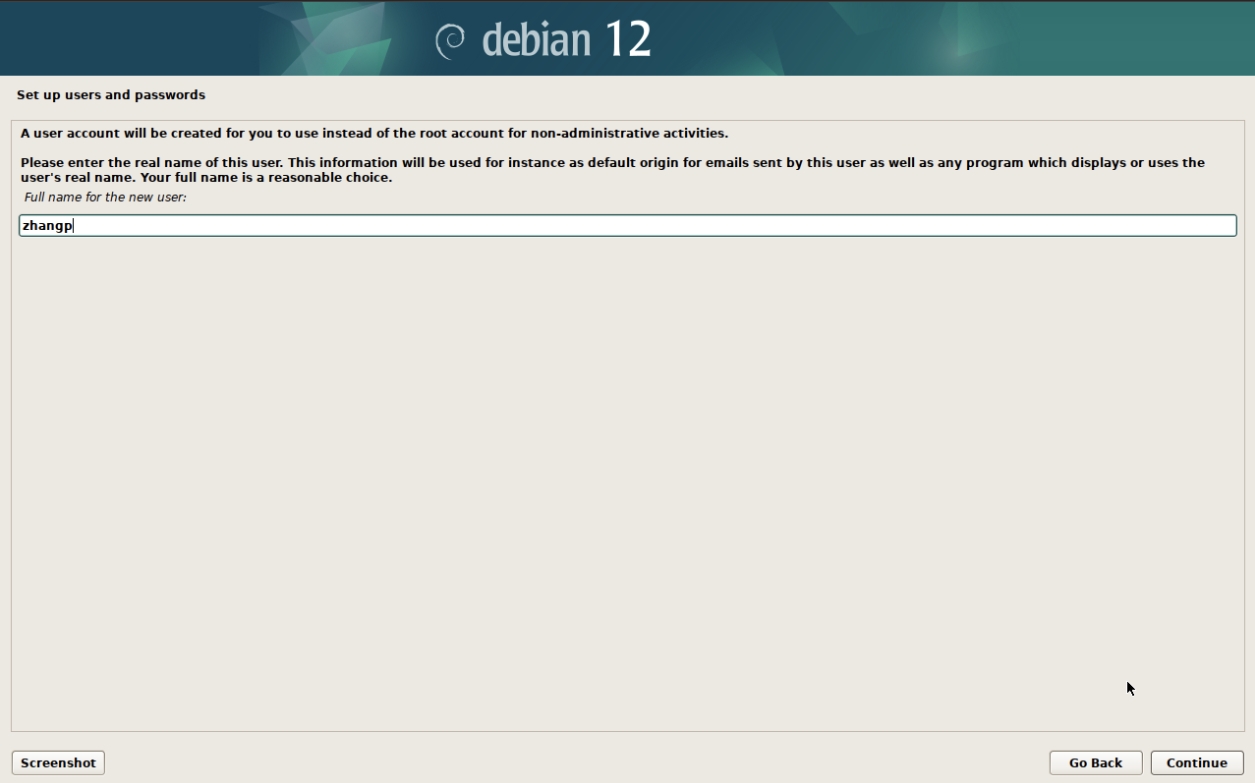 debian 12
Set up users and passwords
A user account will be created for you to use instead of the root account for non-administrative activities.
Please enter the real name of this user. This information will be used for instance as default origin for emails sent by this user as well as any program which displays or uses the
user's real name. Your full name is a reasonable choice.
Full name for the new user:
zhangp
Screenshot
Go Back
Continue